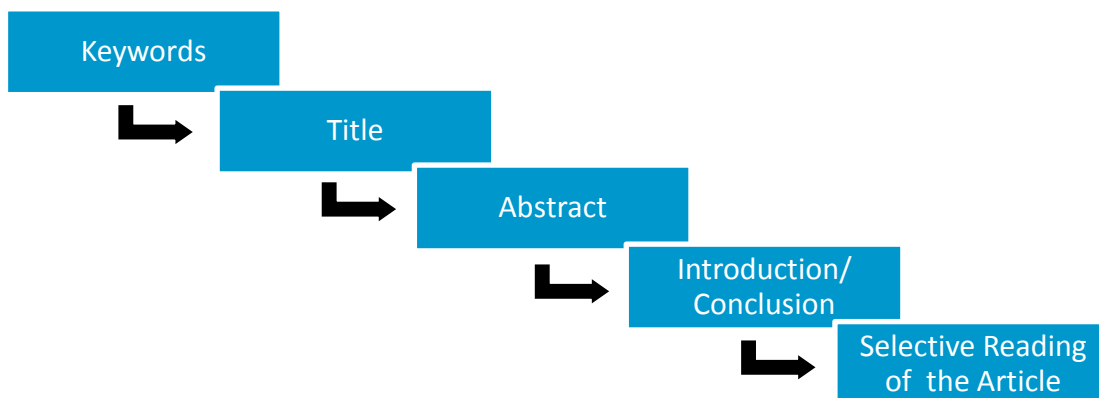 Keywords
Title
Abstract
Introduction/
Conclusion
Selective Reading
of the Article